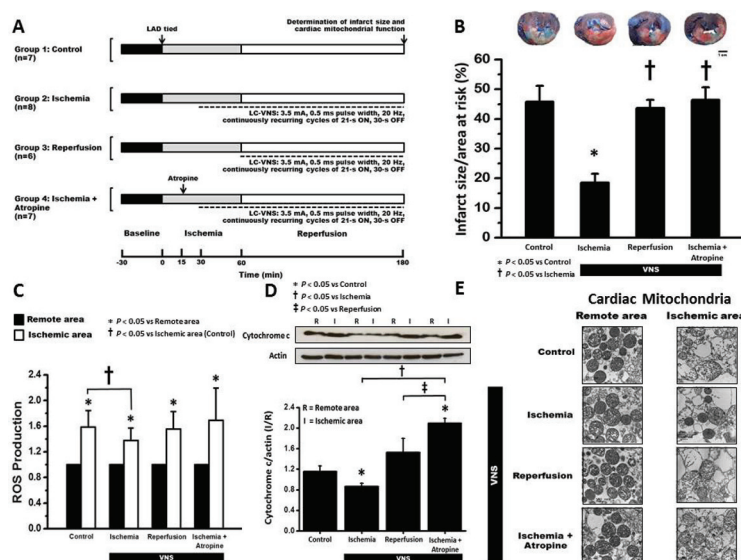 A
LAD tied
Determination of infarct size and
cardiac mitochondrial function
Group 1: Control
(n=7)
Group 2: Ischemia
(n=8)
LC-VNS: 3.5 mA, 0.5 ms pulse width, 20 Hz,
continuously recurring cycles of 21-s ON, 30-s OFF
Group 3: Reperfusion
(n=6)
LC-VNS: 3.5 mA, 0.5 ms pulse width, 20 Hz,
continuously recurring cycles of 21-s ON, 30-s OFF
Atropine
Group 4: Ischemia +
Atropine
(n=7)
LC-VNS: 3.5 mA, 0.5 ms pulse width, 20 Hz,
continuously recurring cycles of 21-s ON, 30-s OFF
Baseline Ischemia Reperfusion
-30 0 15 30 60 180
Time (min)
B
Infarct size/area at risk (%)
60
50
40
30
20
10
0
*
†
†
Control Ischemia Reperfusion Ischemia +
Atropine
* P < 0.05 vs Control
† P < 0.05 vs Ischemia
VNS
C
Remote area
Ischemic area
* P < 0.05 vs Remote area
† P < 0.05 vs Ischemic area (Control)
ROS Production
2.4
2.0
1.6
1.2
0.8
0.4
0.0
†
* * * *
Control Ischemia Reperfusion Ischemia +
Atropine
VNS
D
* P < 0.05 vs Control
† P < 0.05 vs Ischemia
‡ P < 0.05 vs Reperfusion
R I R I R I R I
Cytochrome c
Actin
†
‡
R = Remote area
I = Ischemic area
Cytochrome c/actin (I/R)
2.4
2.0
1.6
1.2
0.8
0.4
0.0
*
*
Control Ischemia Reperfusion Ischemia +
Atropine
VNS
E
Cardiac Mitochondria
Remote area Ischemic area
Control
Ischemia
Reperfusion
Ischemia +
Atropine
VNS